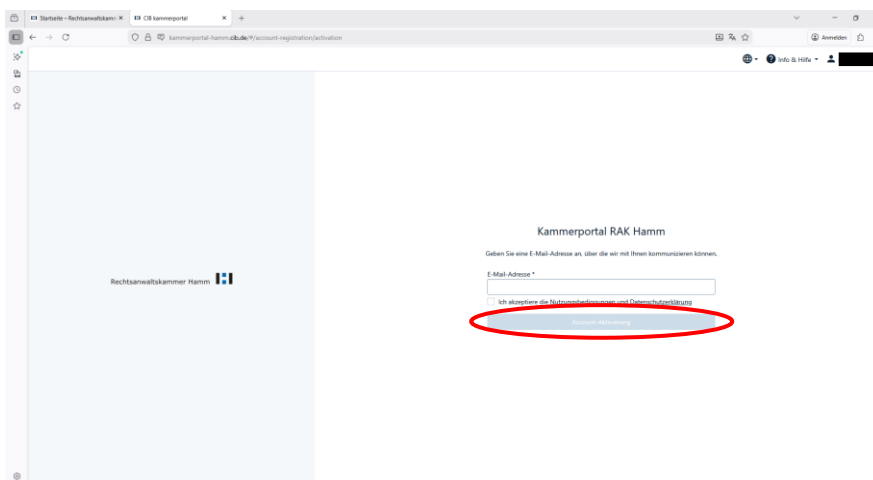 Startseite – Rechtsanwaltskamm
CIB kammerportal
kammerportal-hamm.cib.de/#/account-registration/activation
Anmelden
Info & Hilfe
Kammerportal RAK Hamm
Geben Sie eine E-Mail-Adresse an, über die wir mit Ihnen kommunizieren können.
Rechtsanwaltskammer Hamm
E-Mail-Adresse *
Ich akzeptiere die Nutzungsbedingungen und Datenschutzerklärung
Account-Aktivierung